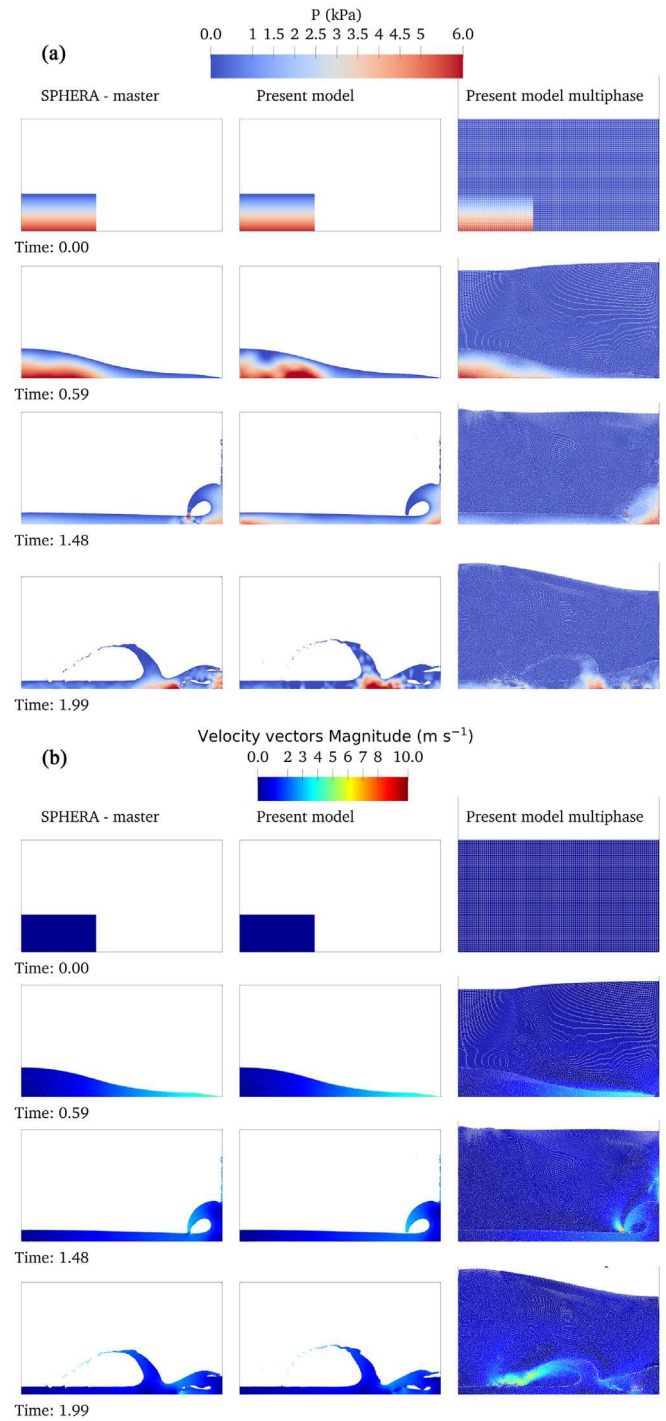 (a)
P (kPa)
0.0 1 1.5 2 2.5 3 3.5 4 4.5 5 6.0
SPHERA - master Present model Present model multiphase
Time: 0.00
Time: 0.59
Time: 1.48
Time: 1.99
(b)
Velocity vectors Magnitude (m s⁻¹)
0.0 2 3 4 5 6 7 8 10.0
SPHERA - master Present model Present model multiphase
Time: 0.00
Time: 0.59
Time: 1.48
Time: 1.99